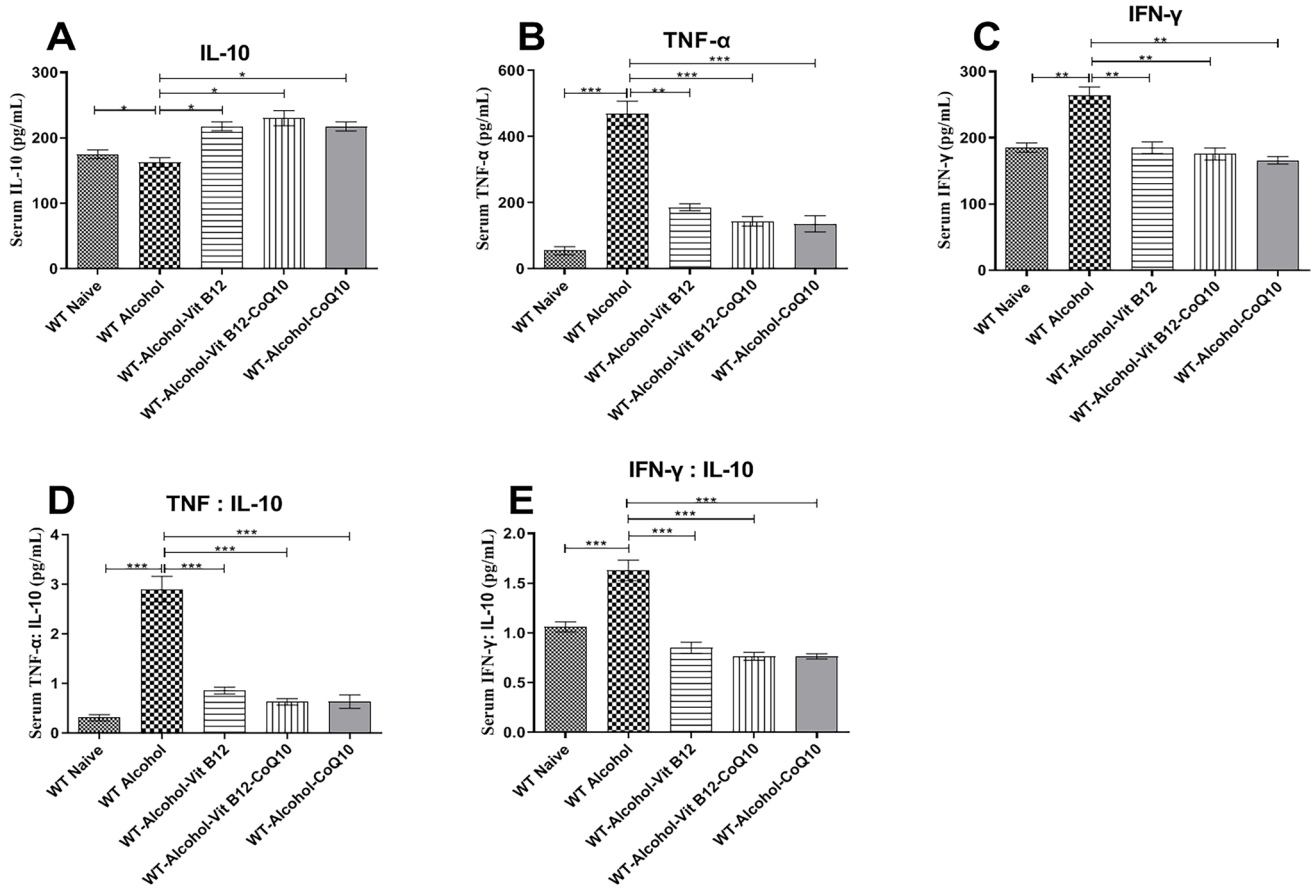 A
IL-10
Serum IL-10 (pg/mL)
300
200
100
0
*
*
*
*
WT Naive
WT Alcohol
WT-Alcohol-Vit B12
WT-Alcohol-Vit B12-CoQ10
WT-Alcohol-CoQ10
B
TNF-α
Serum TNF-α (pg/mL)
600
400
200
0
***
***
***
**
WT Naive
WT Alcohol
WT-Alcohol-Vit B12
WT-Alcohol-Vit B12-CoQ10
WT-Alcohol-CoQ10
C
IFN-γ
Serum IFN-γ (pg/mL)
300
200
100
0
**
**
**
**
WT Naive
WT Alcohol
WT-Alcohol-Vit B12
WT-Alcohol-Vit B12-CoQ10
WT-Alcohol-CoQ10
D
TNF : IL-10
Serum TNF-α: IL-10 (pg/mL)
4
3
2
1
0
***
***
***
***
WT Naive
WT Alcohol
WT-Alcohol-Vit B12
WT-Alcohol-Vit B12-CoQ10
WT-Alcohol-CoQ10
E
IFN-γ : IL-10
Serum IFN-γ: IL-10 (pg/mL)
2.0
1.5
1.0
0.5
0.0
***
***
***
***
WT Naive
WT Alcohol
WT-Alcohol-Vit B12
WT-Alcohol-Vit B12-CoQ10
WT-Alcohol-CoQ10